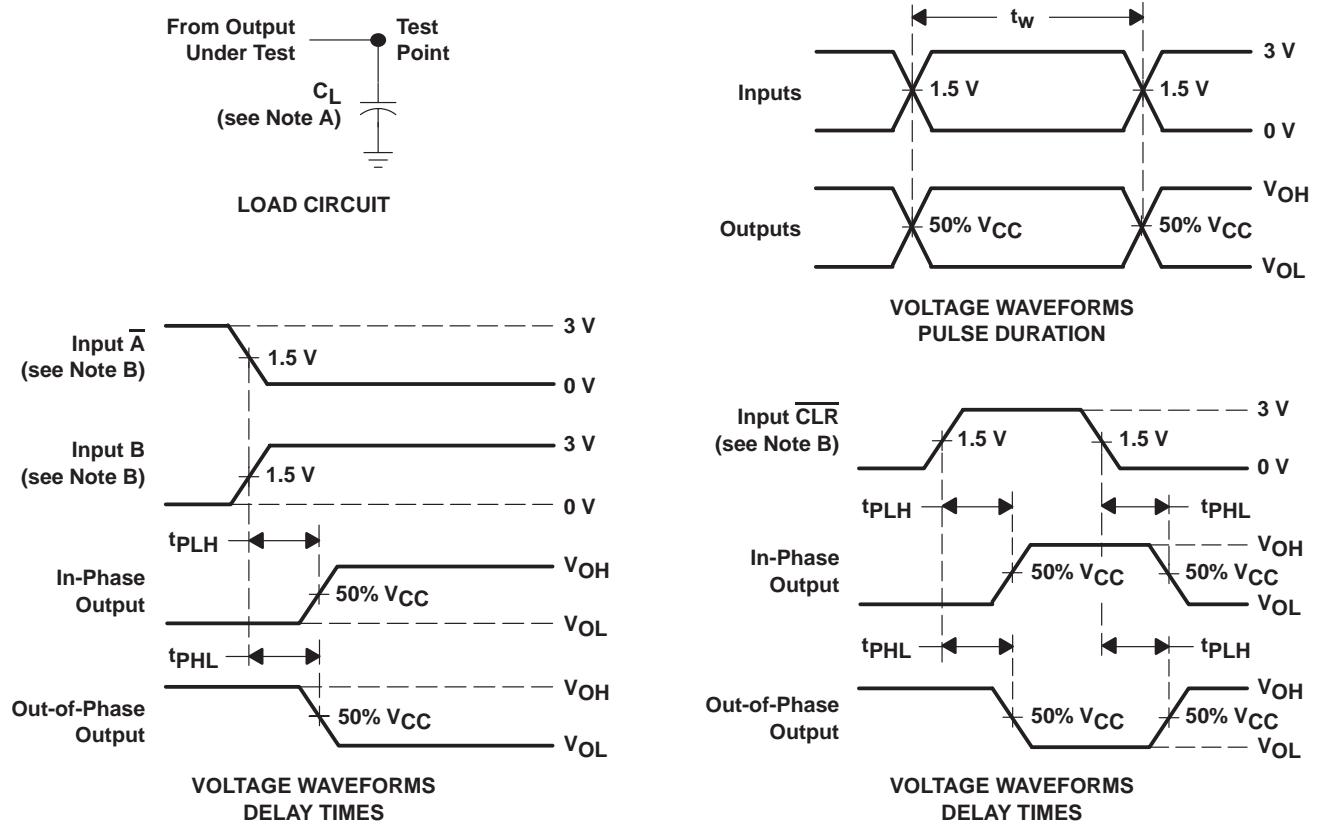 From Output
Under Test
Test
Point
CL
(see Note A)
LOAD CIRCUIT
tw
Inputs
3 V
1.5 V
1.5 V
0 V
Outputs
VOH
50% VCC
50% VCC
VOL
VOLTAGE WAVEFORMS
PULSE DURATION
Input A̅
(see Note B)
3 V
1.5 V
0 V
Input B
(see Note B)
3 V
1.5 V
0 V
tPLH
In-Phase
Output
VOH
50% VCC
VOL
tPHL
Out-of-Phase
Output
VOH
50% VCC
VOL
VOLTAGE WAVEFORMS
DELAY TIMES
Input C̅L̅R̅
(see Note B)
3 V
1.5 V
1.5 V
0 V
tPLH
tPHL
In-Phase
Output
VOH
50% VCC
50% VCC
VOL
tPHL
tPLH
Out-of-Phase
Output
VOH
50% VCC
50% VCC
VOL
VOLTAGE WAVEFORMS
DELAY TIMES